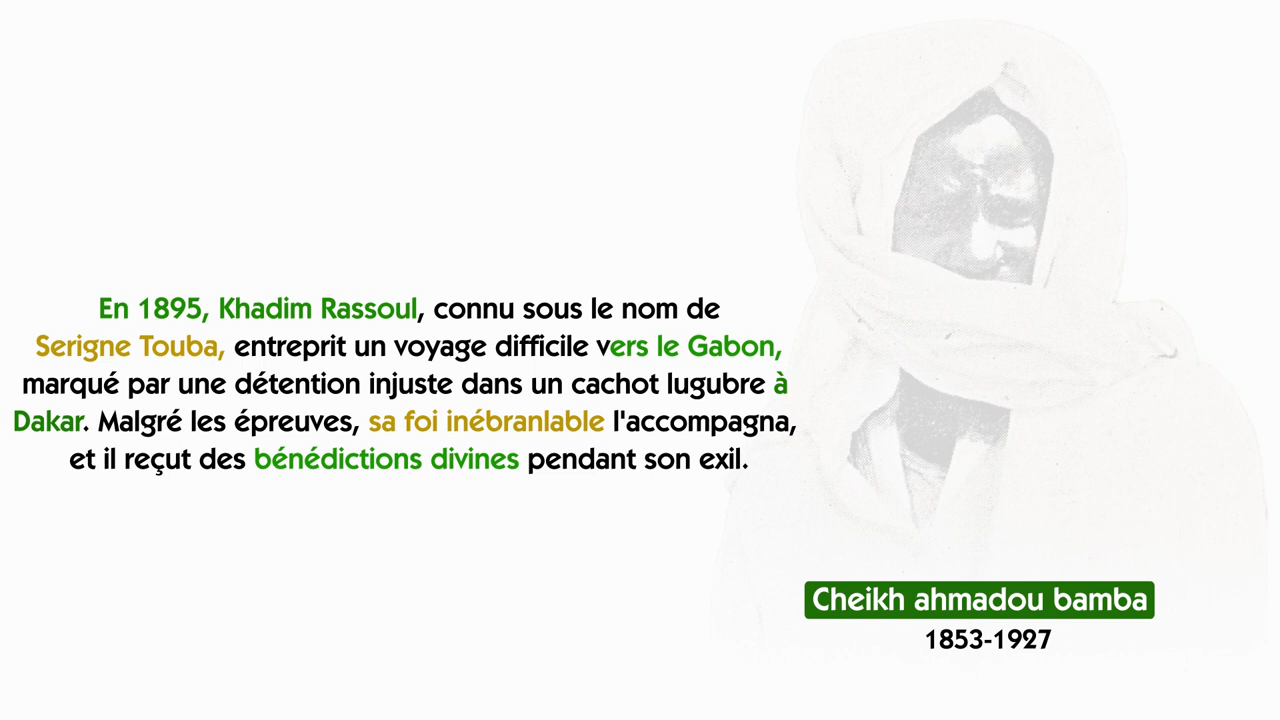 En 1895, Khadim Rassoul, connu sous le nom de
Serigne Touba, entreprit un voyage difficile vers le Gabon,
marqué par une détention injuste dans un cachot lugubre à
Dakar. Malgré les épreuves, sa foi inébranlable l'accompagna,
et il reçut des bénédictions divines pendant son exil.
Cheikh ahmadou bamba
1853-1927